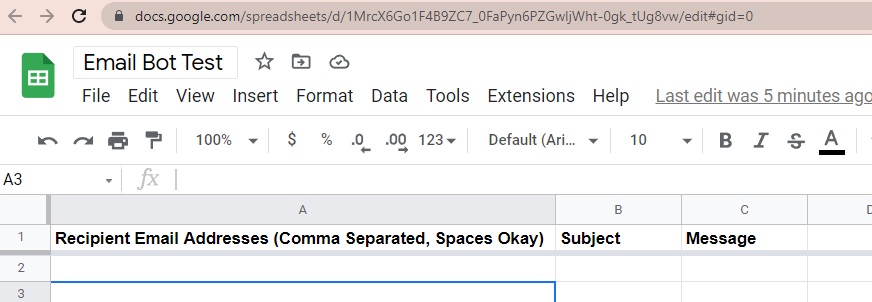 docs.google.com/spreadsheets/d/1MrcX6Go1F4B9ZC7_0FaPyn6PZGwljWht-0gk_tUg8vw/edit#gid=0
Email Bot Test
File Edit View Insert Format Data Tools Extensions Help Last edit was 5 minutes ago
100% $ % .0 .00 123 Default (Ari... 10 B I S A
A3 fx
A B C
1 Recipient Email Addresses (Comma Separated, Spaces Okay) Subject Message
2
3